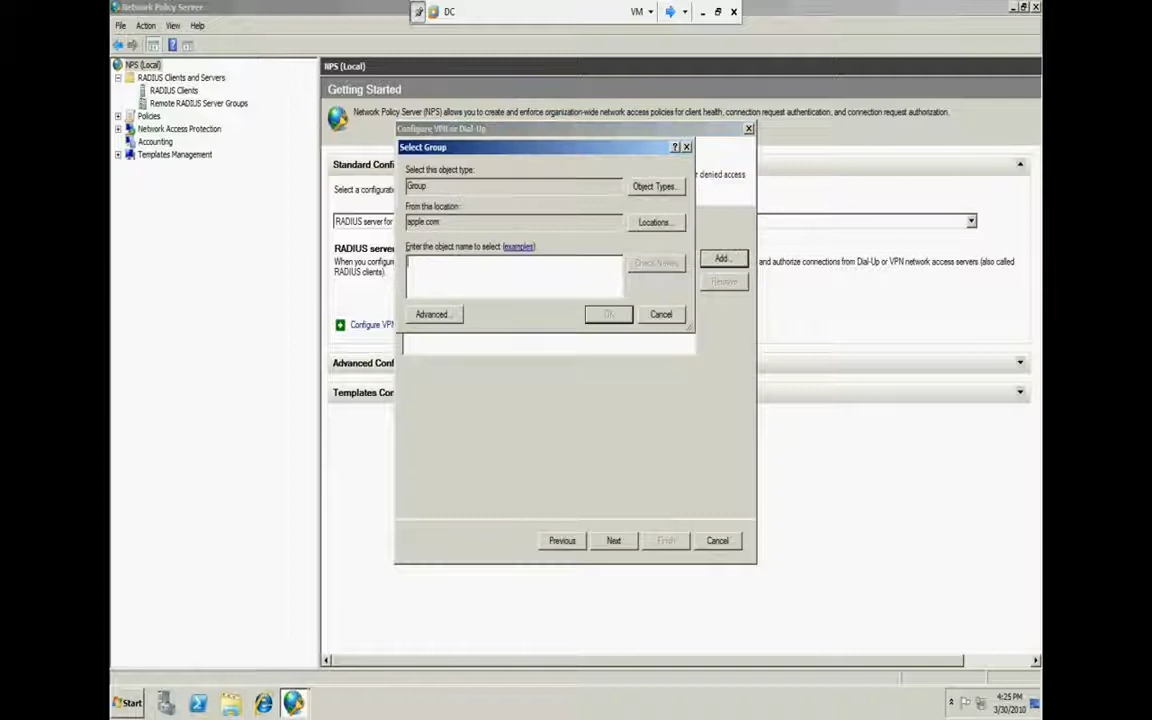 Network Policy Server
DC
VM
File Action View Help
NPS (Local)
RADIUS Clients and Servers
RADIUS Clients
Remote RADIUS Server Groups
Policies
Network Access Protection
Accounting
Templates Management
NPS (Local)
Getting Started
Network Policy Server (NPS) allows you to create and enforce organization-wide network access policies for client health, connection request authentication, and connection request authorization.
Configure VPN or Dial-Up
Select Group
Standard Confi
Select this object type:
r denied access
Group
Object Types...
Select a configurati
From this location:
apple.com
Locations...
RADIUS server for
RADIUS serve
Enter the object name to select (examples)
When you configur
and authorize connections from Dial-Up or VPN network access servers (also called
RADIUS clients).
Check Names
Add...
Remove
Advanced...
OK
Cancel
Configure VPN
Advanced Conf
Templates Con
Previous
Next
Finish
Cancel
Start
4:25 PM
3/30/2010